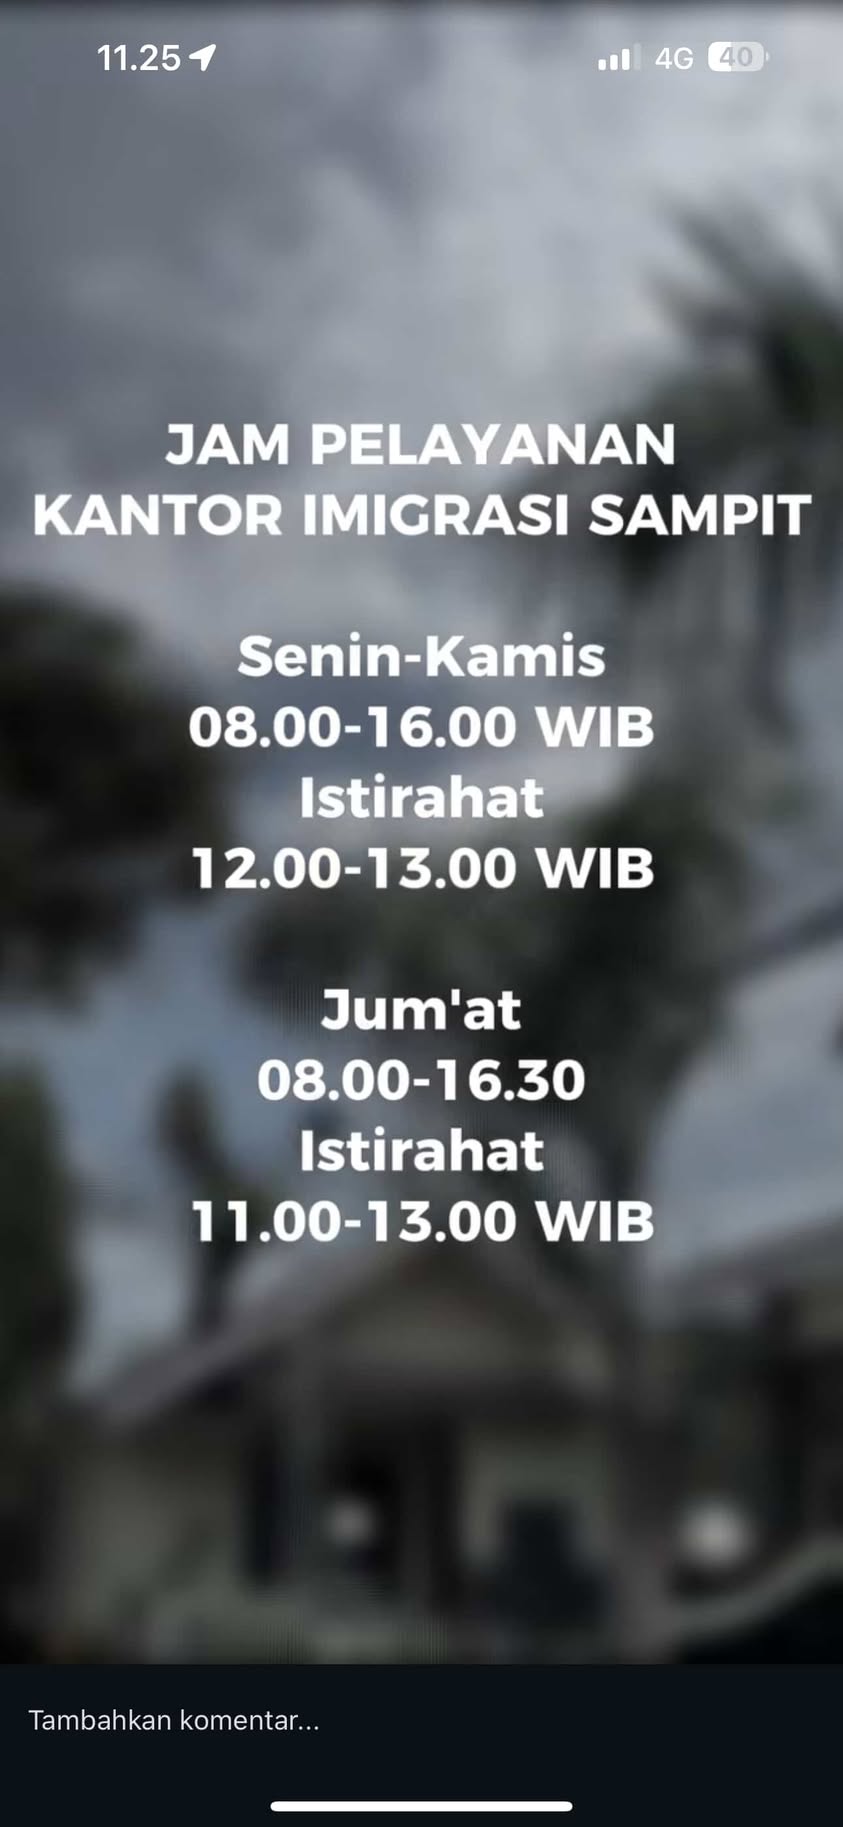 11.25
4G
40
JAM PELAYANAN
KANTOR IMIGRASI SAMPIT
Senin-Kamis
08.00-16.00 WIB
Istirahat
12.00-13.00 WIB
Jum'at
08.00-16.30
Istirahat
11.00-13.00 WIB
Tambahkan komentar...